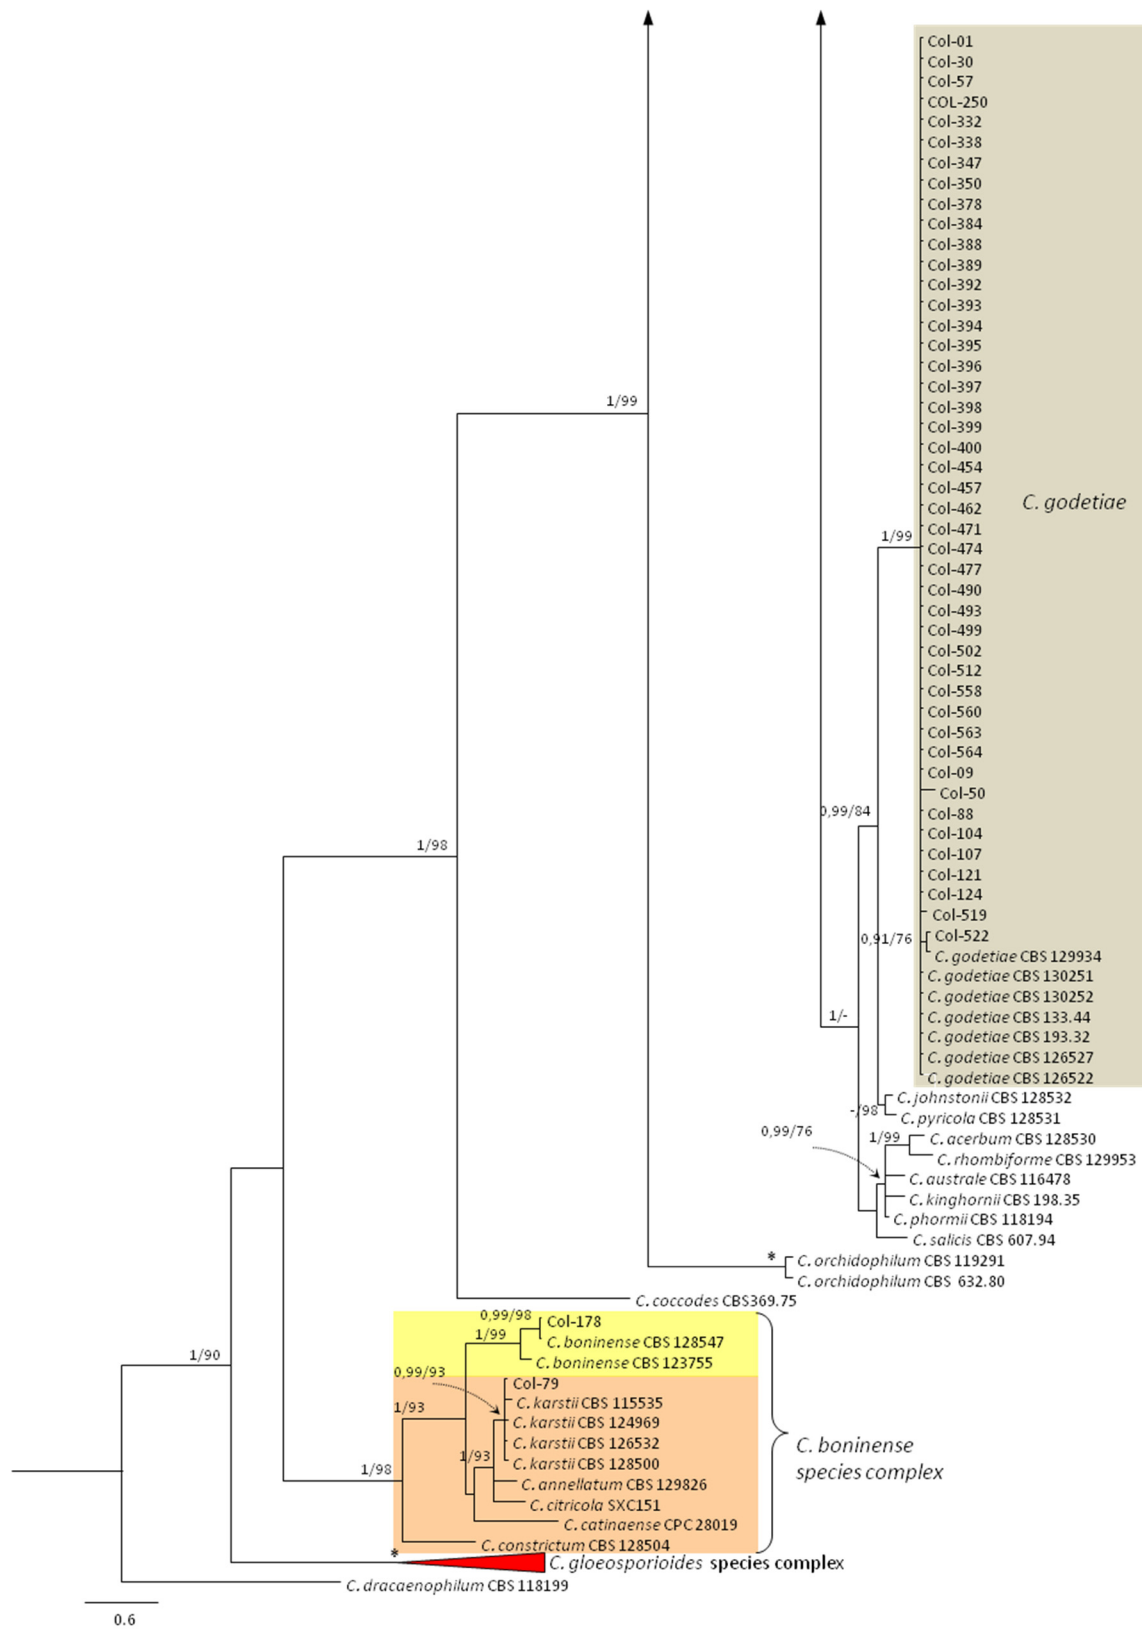 Col-01
Col-30
Col-57
COL-250
Col-332
Col-338
Col-347
Col-350
Col-378
Col-384
Col-388
Col-389
Col-392
Col-393
Col-394
Col-395
Col-396
Col-397
1/99
Col-398
Col-399
Col-400
Col-454
Col-457
C. godetiae
Col-462
Col-471
1/99
Col-474
Col-477
Col-490
Col-493
Col-499
Col-502
Col-512
Col-558
Col-560
Col-563
Col-564
Col-09
Col-50
0,99/84
Col-88
Col-104
1/98
Col-107
Col-121
Col-124
Col-519
0,91/76
Col-522
C. godetiae CBS 129934
C. godetiae CBS 130251
C. godetiae CBS 130252
1/-
C. godetiae CBS 133.44
C. godetiae CBS 193.32
C. godetiae CBS 126527
C. godetiae CBS 126522
C. johnstonii CBS 128532
-/98
C. pyricola CBS 128531
0,99/76
1/99
C. acerbum CBS 128530
C. rhombiforme CBS 129953
C. australe CBS 116478
C. kinghornii CBS 198.35
C. phormii CBS 118194
C. salicis CBS 607.94
*
C. orchidophilum CBS 119291
C. orchidophilum CBS 632.80
C. coccodes CBS369.75
0,99/98
Col-178
1/99
C. boninense CBS 128547
1/90
C. boninense CBS 123755
0,99/93
Col-79
C. karstii CBS 115535
1/93
C. karstii CBS 124969
C. karstii CBS 126532
C. boninense
species complex
1/93
C. karstii CBS 128500
1/98
C. annellatum CBS 129826
C. citricola SXC151
C. catinaense CPC 28019
C. constrictum CBS 128504
*
C. gloeosporioides species complex
C. dracaenophilum CBS 118199
0.6